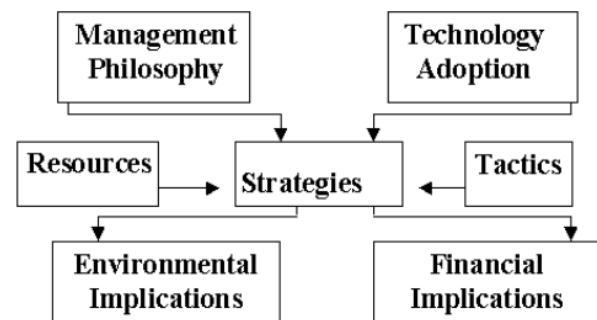 Management
Philosophy
Technology
Adoption
Resources
Strategies
Tactics
Environmental
Implications
Financial
Implications